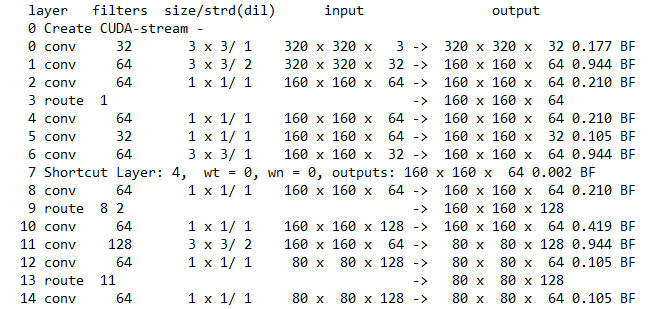 layer   filters  size/strd(dil)      input                output
0 Create CUDA-stream -
0 conv     32       3 x 3/ 1    320 x 320 x   3 ->  320 x 320 x  32 0.177 BF
1 conv     64       3 x 3/ 2    320 x 320 x  32 ->  160 x 160 x  64 0.944 BF
2 conv     64       1 x 1/ 1    160 x 160 x  64 ->  160 x 160 x  64 0.210 BF
3 route  1                                      ->  160 x 160 x  64
4 conv     64       1 x 1/ 1    160 x 160 x  64 ->  160 x 160 x  64 0.210 BF
5 conv     32       1 x 1/ 1    160 x 160 x  64 ->  160 x 160 x  32 0.105 BF
6 conv     64       3 x 3/ 1    160 x 160 x  32 ->  160 x 160 x  64 0.944 BF
7 Shortcut Layer: 4,  wt = 0, wn = 0, outputs: 160 x 160 x  64 0.002 BF
8 conv     64       1 x 1/ 1    160 x 160 x  64 ->  160 x 160 x  64 0.210 BF
9 route  8 2                                    ->  160 x 160 x 128
10 conv     64       1 x 1/ 1    160 x 160 x 128 ->  160 x 160 x  64 0.419 BF
11 conv    128       3 x 3/ 2    160 x 160 x  64 ->   80 x  80 x 128 0.944 BF
12 conv     64       1 x 1/ 1     80 x  80 x 128 ->   80 x  80 x  64 0.105 BF
13 route  11                                     ->   80 x  80 x 128
14 conv     64       1 x 1/ 1     80 x  80 x 128 ->   80 x  80 x  64 0.105 BF